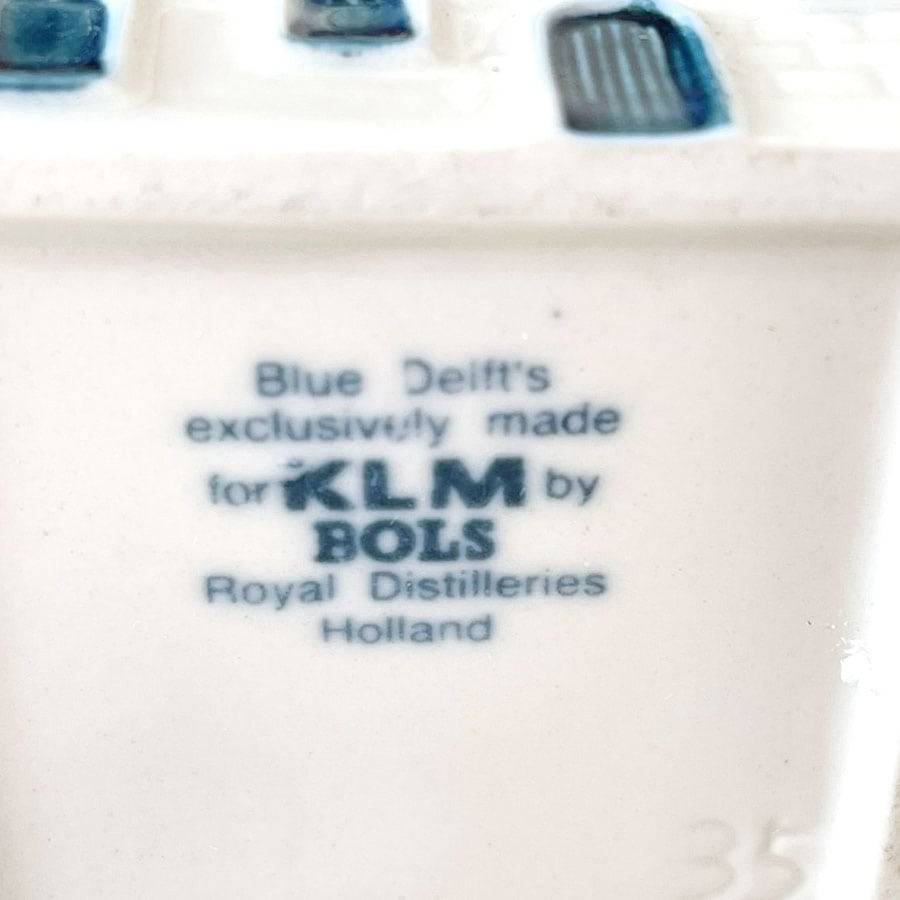 Blue Delft's
exclusively made
for KLM by
BOLS
Royal Distilleries
Holland
35